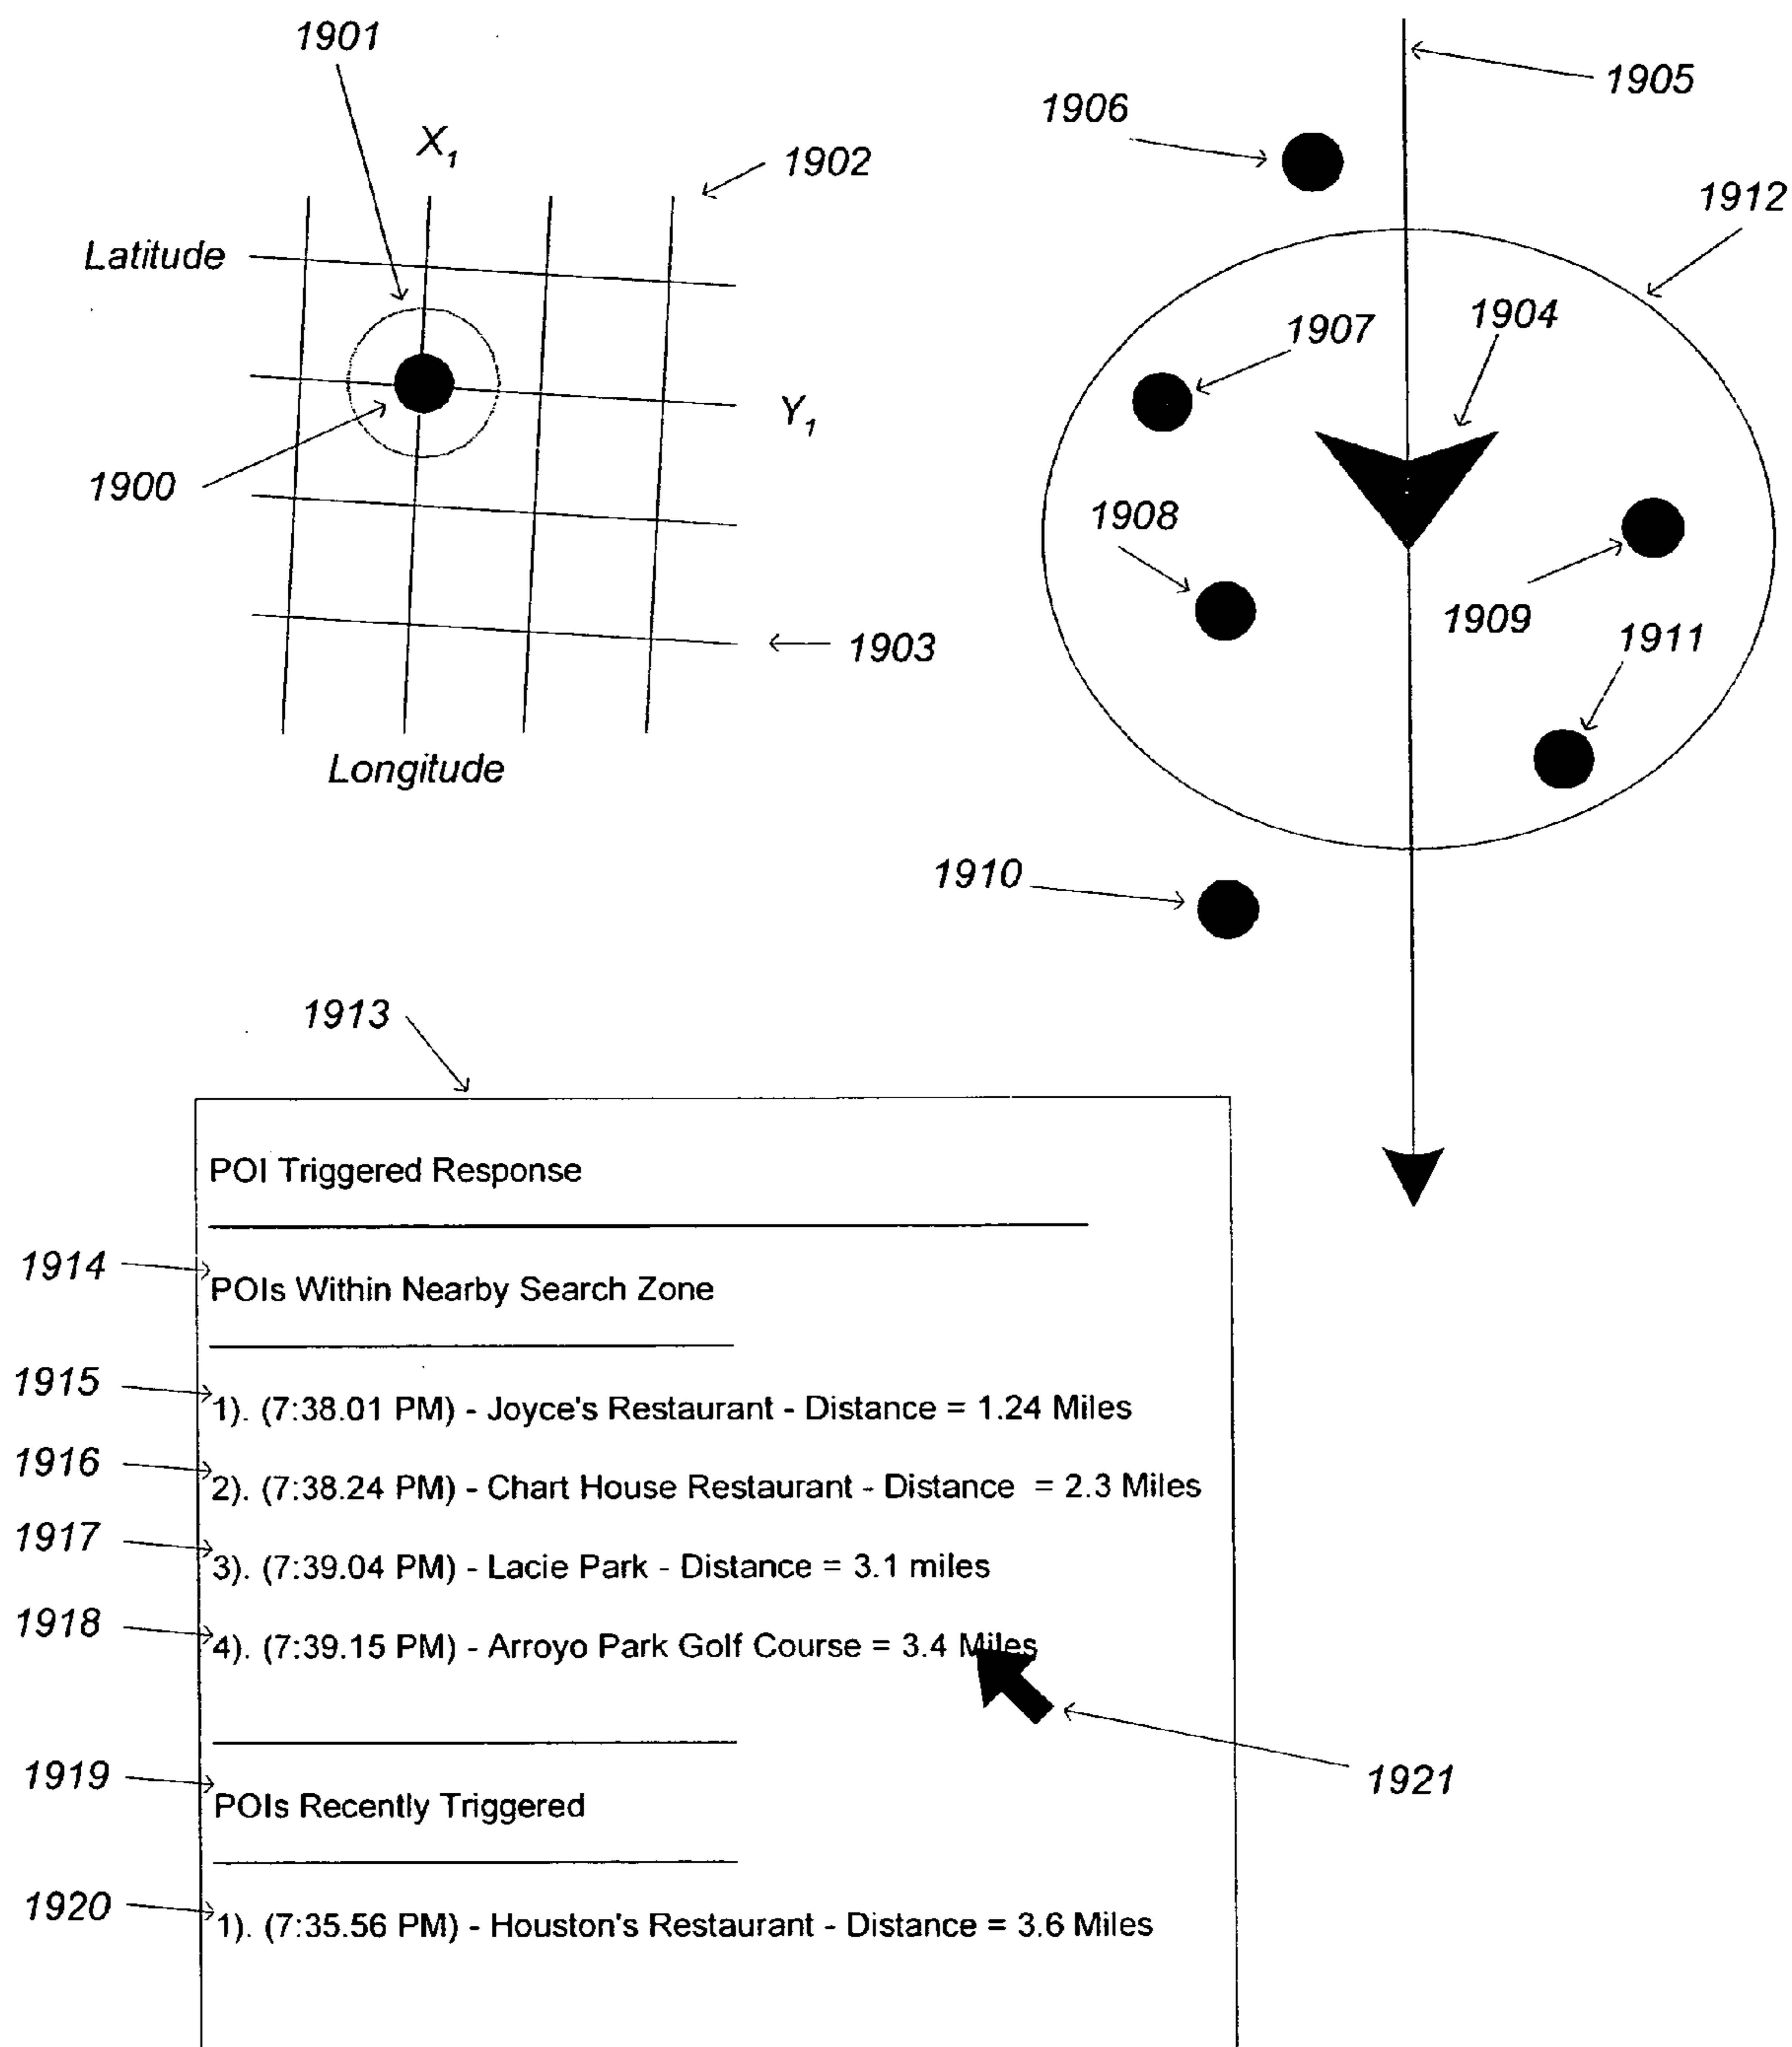 1901
1905
1906
X1
1902
1912
Latitude
1904
1907
Y1
1900
1908
1909
1911
1903
Longitude
1910
1913
POI Triggered Response
1914
POIs Within Nearby Search Zone
1915
1). (7:38.01 PM) - Joyce's Restaurant - Distance = 1.24 Miles
1916
2). (7:38.24 PM) - Chart House Restaurant - Distance = 2.3 Miles
1917
3). (7:39.04 PM) - Lacie Park - Distance = 3.1 miles
1918
4). (7:39.15 PM) - Arroyo Park Golf Course = 3.4 Miles
1919
1921
POIs Recently Triggered
1920
1). (7:35.56 PM) - Houston's Restaurant - Distance = 3.6 Miles